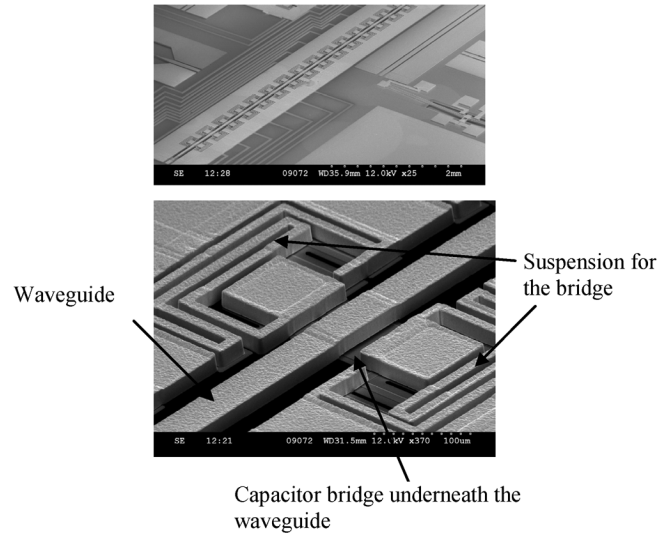 SE 12:28 09072 WD35.9mm 12.0kV x25 2mm
Waveguide
Suspension for
the bridge
SE 12:21 09072 WD31.5mm 12.0kV x370 100um
Capacitor bridge underneath the
waveguide